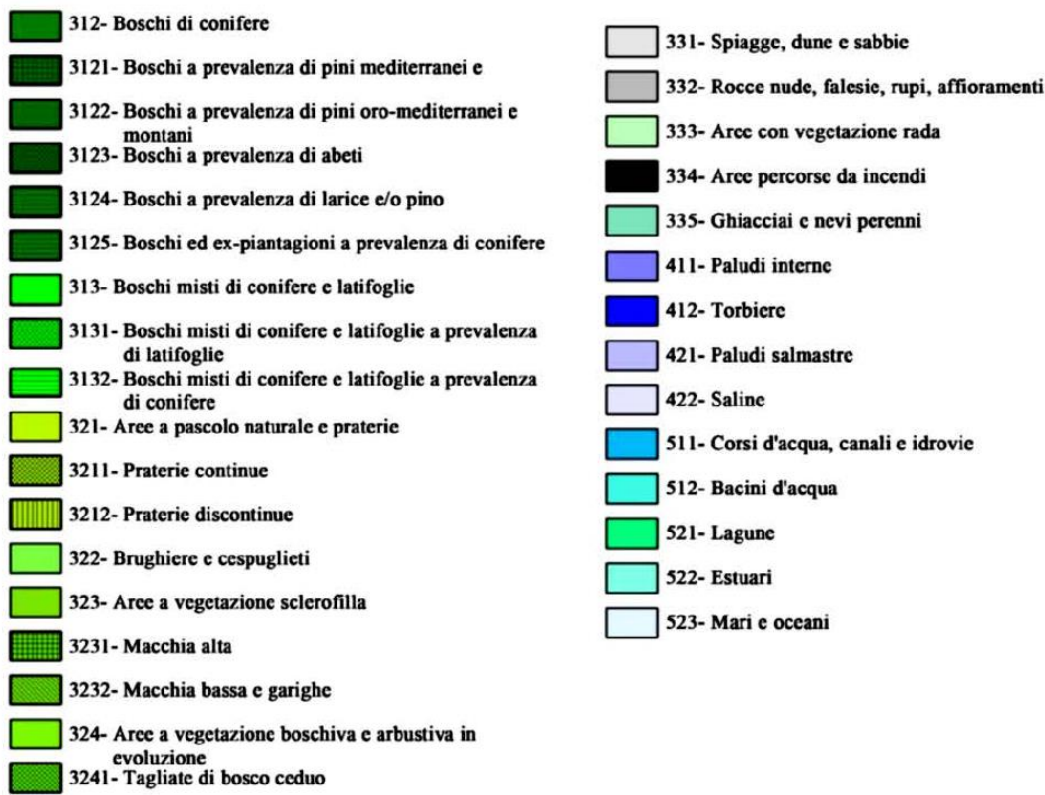 312- Boschi di conifere
3121- Boschi a prevalenza di pini mediterranei e
3122- Boschi a prevalenza di pini oro-mediterranei e
montani
3123- Boschi a prevalenza di abeti
3124- Boschi a prevalenza di larice e/o pino
3125- Boschi ed ex-piantagioni a prevalenza di conifere
313- Boschi misti di conifere e latifoglie
3131- Boschi misti di conifere e latifoglie a prevalenza
di latifoglie
3132- Boschi misti di conifere e latifoglie a prevalenza
di conifere
321- Aree a pascolo naturale e praterie
3211- Praterie continue
3212- Praterie discontinue
322- Brughiere e cespuglieti
323- Aree a vegetazione sclerofilla
3231- Macchia alta
3232- Macchia bassa e garighe
324- Aree a vegetazione boschiva e arbustiva in
evoluzione
3241- Tagliate di bosco ceduo
331- Spiagge, dune e sabbie
332- Rocce nude, falesie, rupi, affioramenti
333- Aree con vegetazione rada
334- Aree percorse da incendi
335- Ghiacciai e nevi perenni
411- Paludi interne
412- Torbiere
421- Paludi salmastre
422- Saline
511- Corsi d'acqua, canali e idrovie
512- Bacini d'acqua
521- Lagune
522- Estuari
523- Mari e oceani